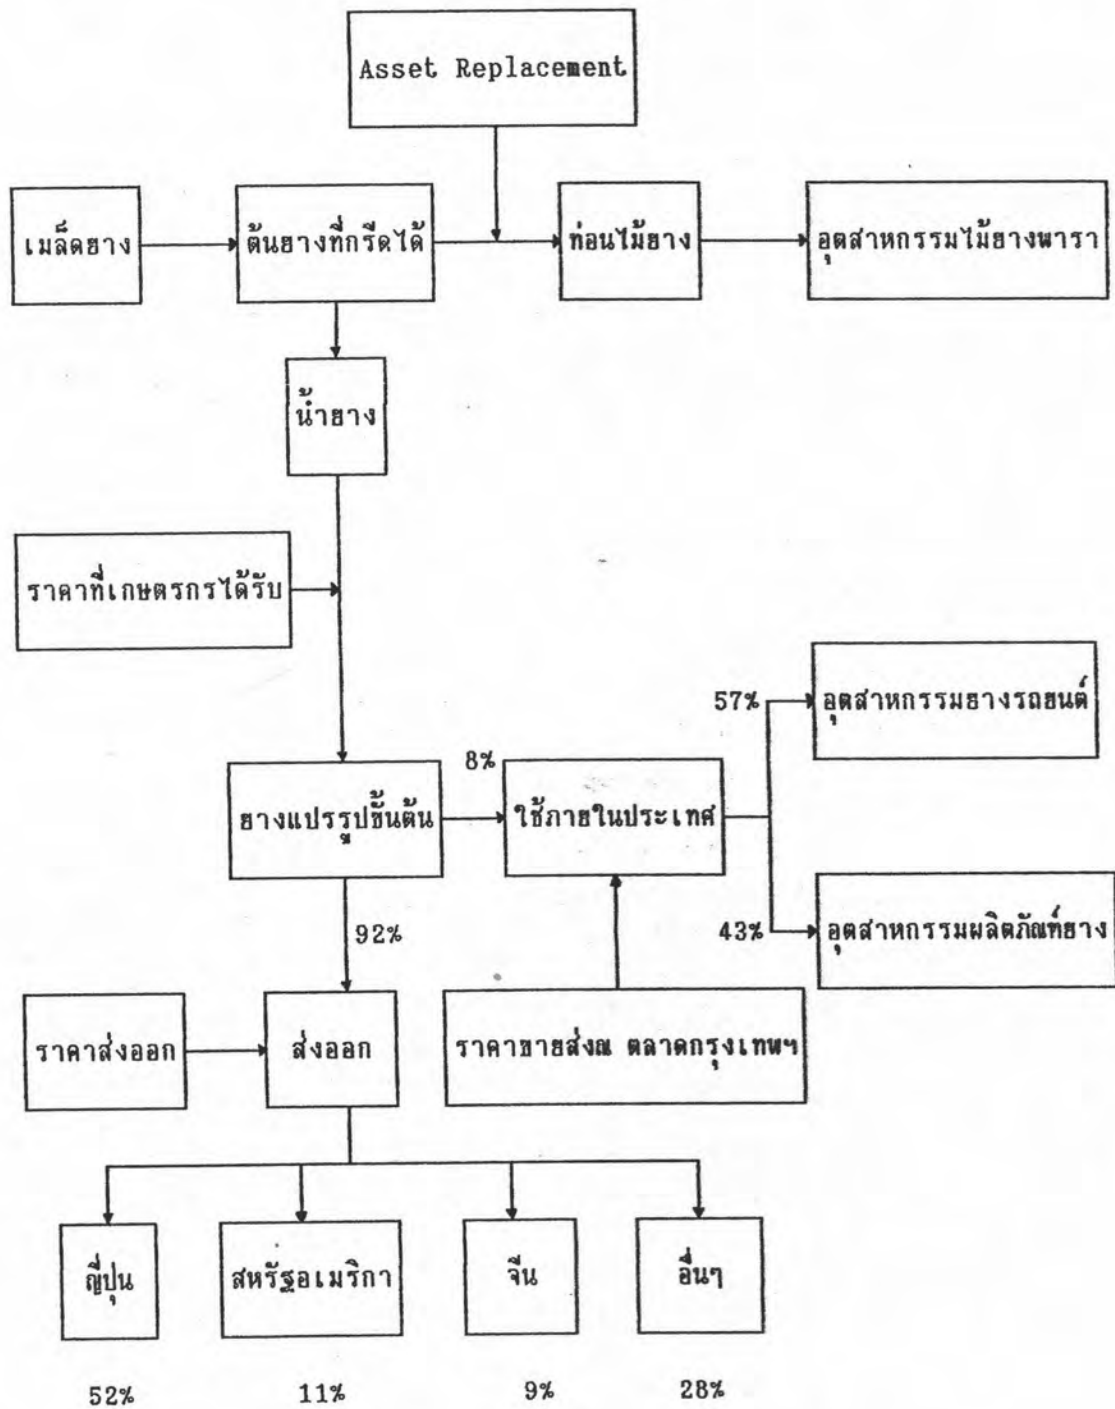 Asset Replacement
เมล็ดยาง
ต้นยางที่กรีดได้
ท่อนไม้ยาง
อุตสาหกรรมไม้ยางพารา
น้ำยาง
ราคาที่เกษตรกรได้รับ
57%
อุตสาหกรรมยางรถยนต์
8%
ยางแปรรูปขั้นต้น
ใช้ภายในประเทศ
92%
43%
อุตสาหกรรมผลิตภัณฑ์ยาง
ราคาส่งออก
ส่งออก
ราคาขายส่งณ ตลาดกรุงเทพฯ
ญี่ปุ่น
สหรัฐอเมริกา
จีน
อื่นๆ
52%
11%
9%
28%